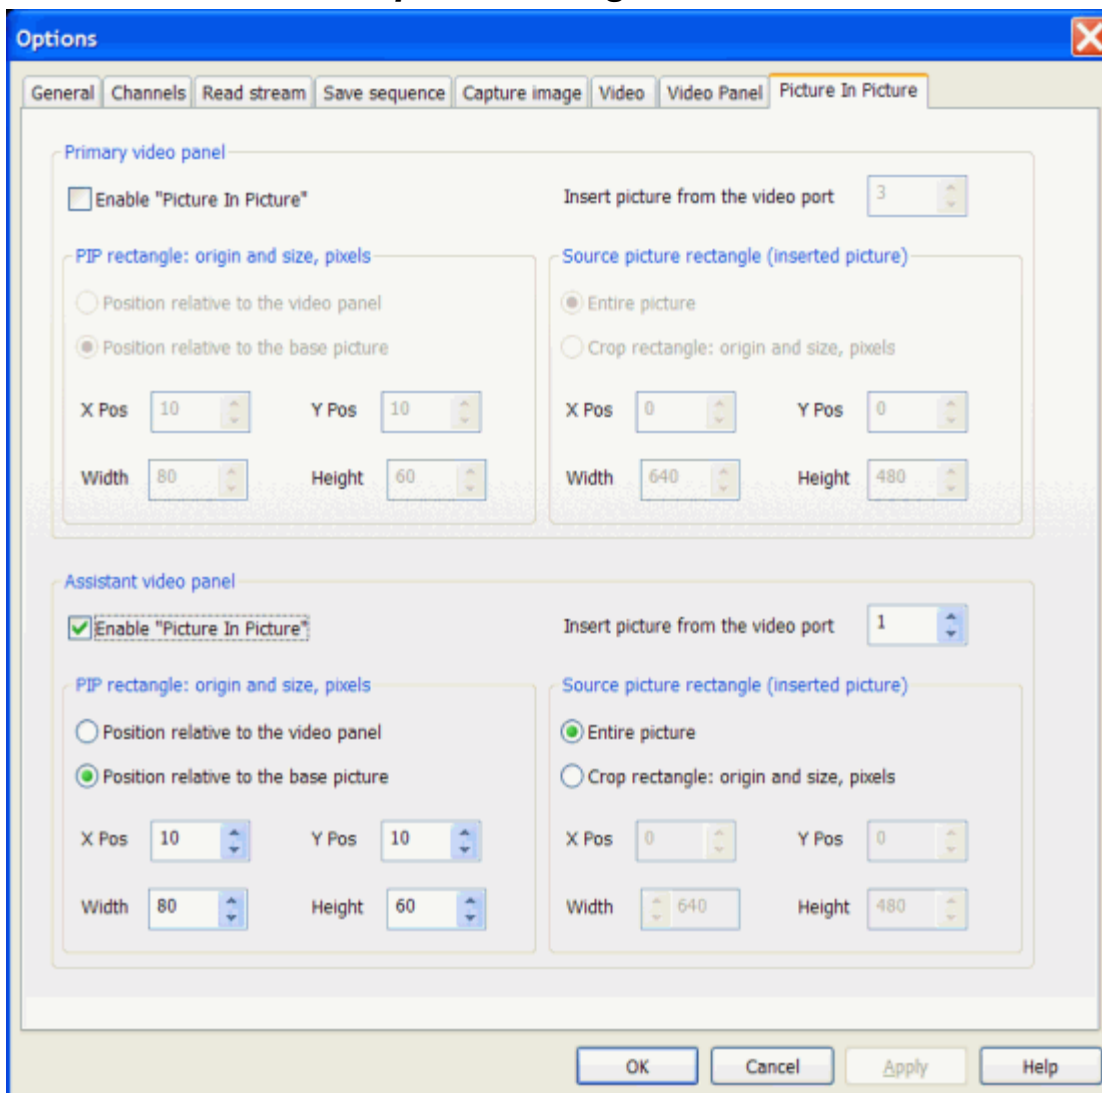 Options
General Channels Read stream Save sequence Capture image Video Video Panel Picture In Picture
Primary video panel
Enable "Picture In Picture" Insert picture from the video port 3
PIP rectangle: origin and size, pixels Source picture rectangle (inserted picture)
Position relative to the video panel Entire picture
Position relative to the base picture Crop rectangle: origin and size, pixels
X Pos 10 Y Pos 10 X Pos 0 Y Pos 0
Width 80 Height 60 Width 640 Height 480
Assistant video panel
Enable "Picture In Picture" Insert picture from the video port 1
PIP rectangle: origin and size, pixels Source picture rectangle (inserted picture)
Position relative to the video panel Entire picture
Position relative to the base picture Crop rectangle: origin and size, pixels
X Pos 10 Y Pos 10 X Pos 0 Y Pos 0
Width 80 Height 60 Width 640 Height 480
OK Cancel Apply Help